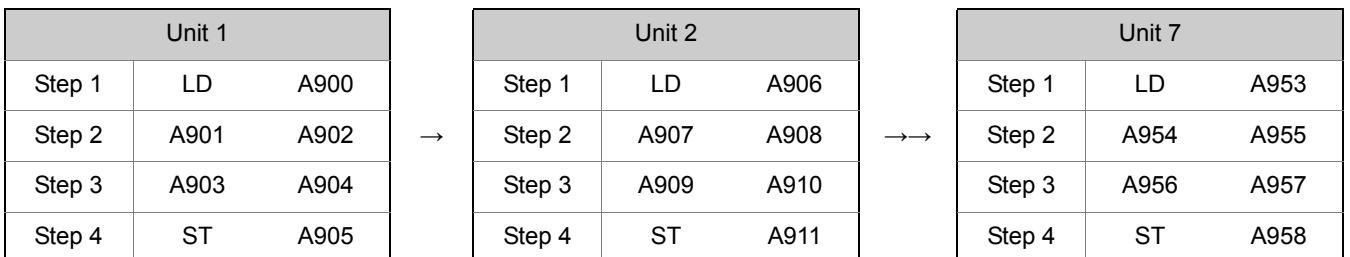 Unit 1 Unit 2 Unit 7
Step 1 LD A900 Step 1 LD A906 Step 1 LD A953
Step 2 A901 A902 → Step 2 A907 A908 →→ Step 2 A954 A955
Step 3 A903 A904 Step 3 A909 A910 Step 3 A956 A957
Step 4 ST A905 Step 4 ST A911 Step 4 ST A958